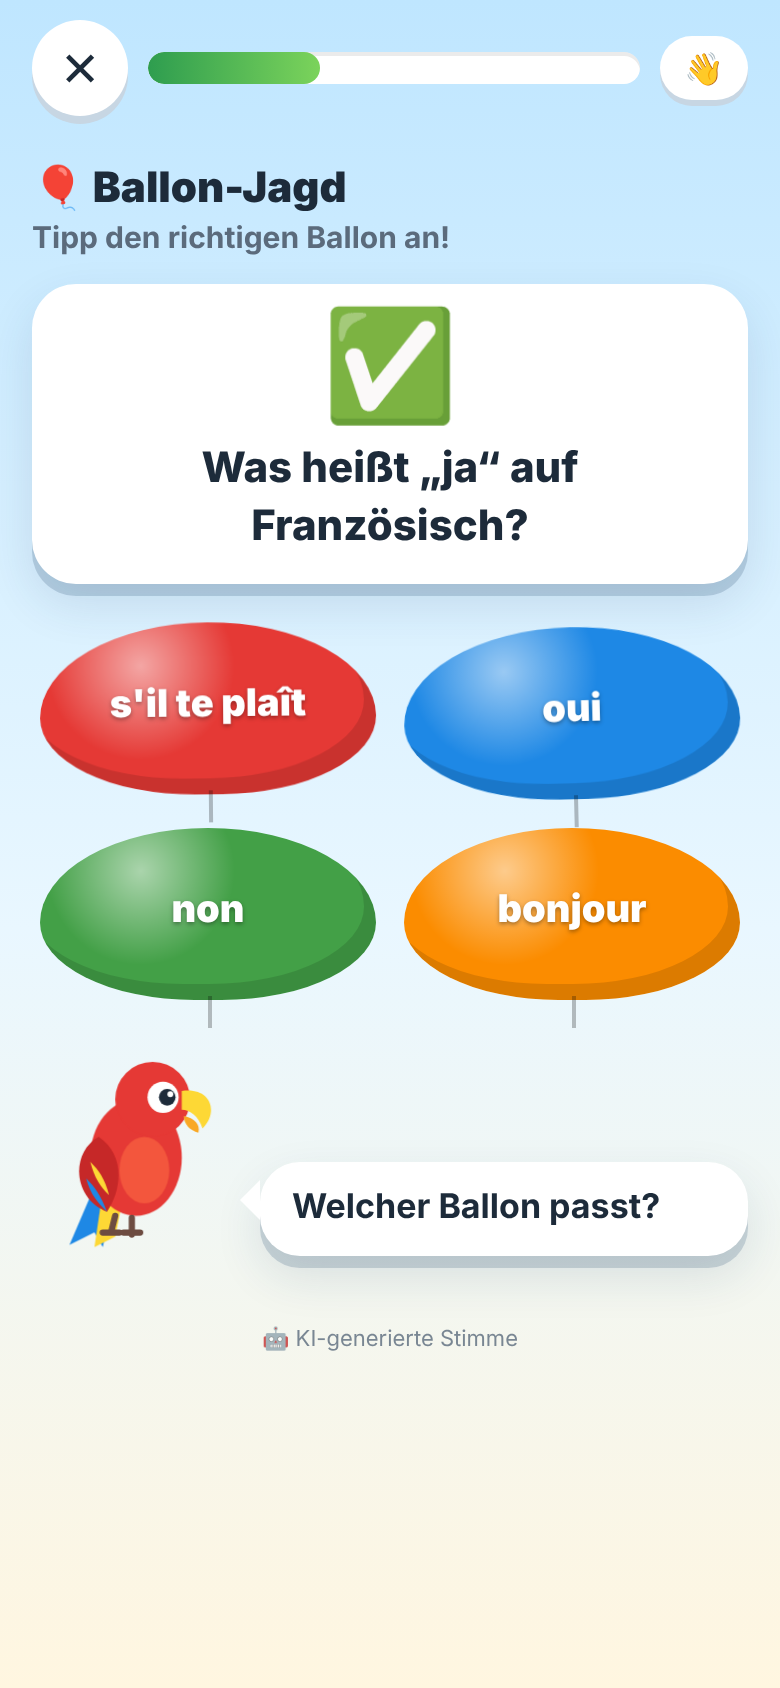 Ballon-Jagd
Tipp den richtigen Ballon an!
Was heißt „ja“ auf
Französisch?
s'il te plaît
oui
non
bonjour
Welcher Ballon passt?
KI-generierte Stimme